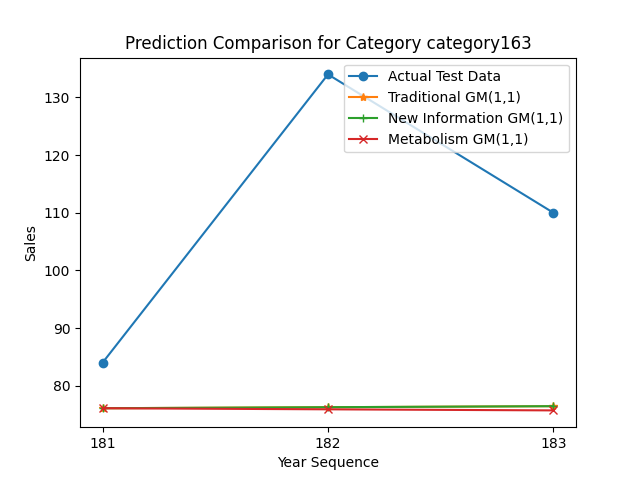 Prediction Comparison for Category category163
Actual Test Data
Traditional GM(1,1)
New Information GM(1,1)
Metabolism GM(1,1)
130
120
110
100
90
80
Sales
181
182
183
Year Sequence